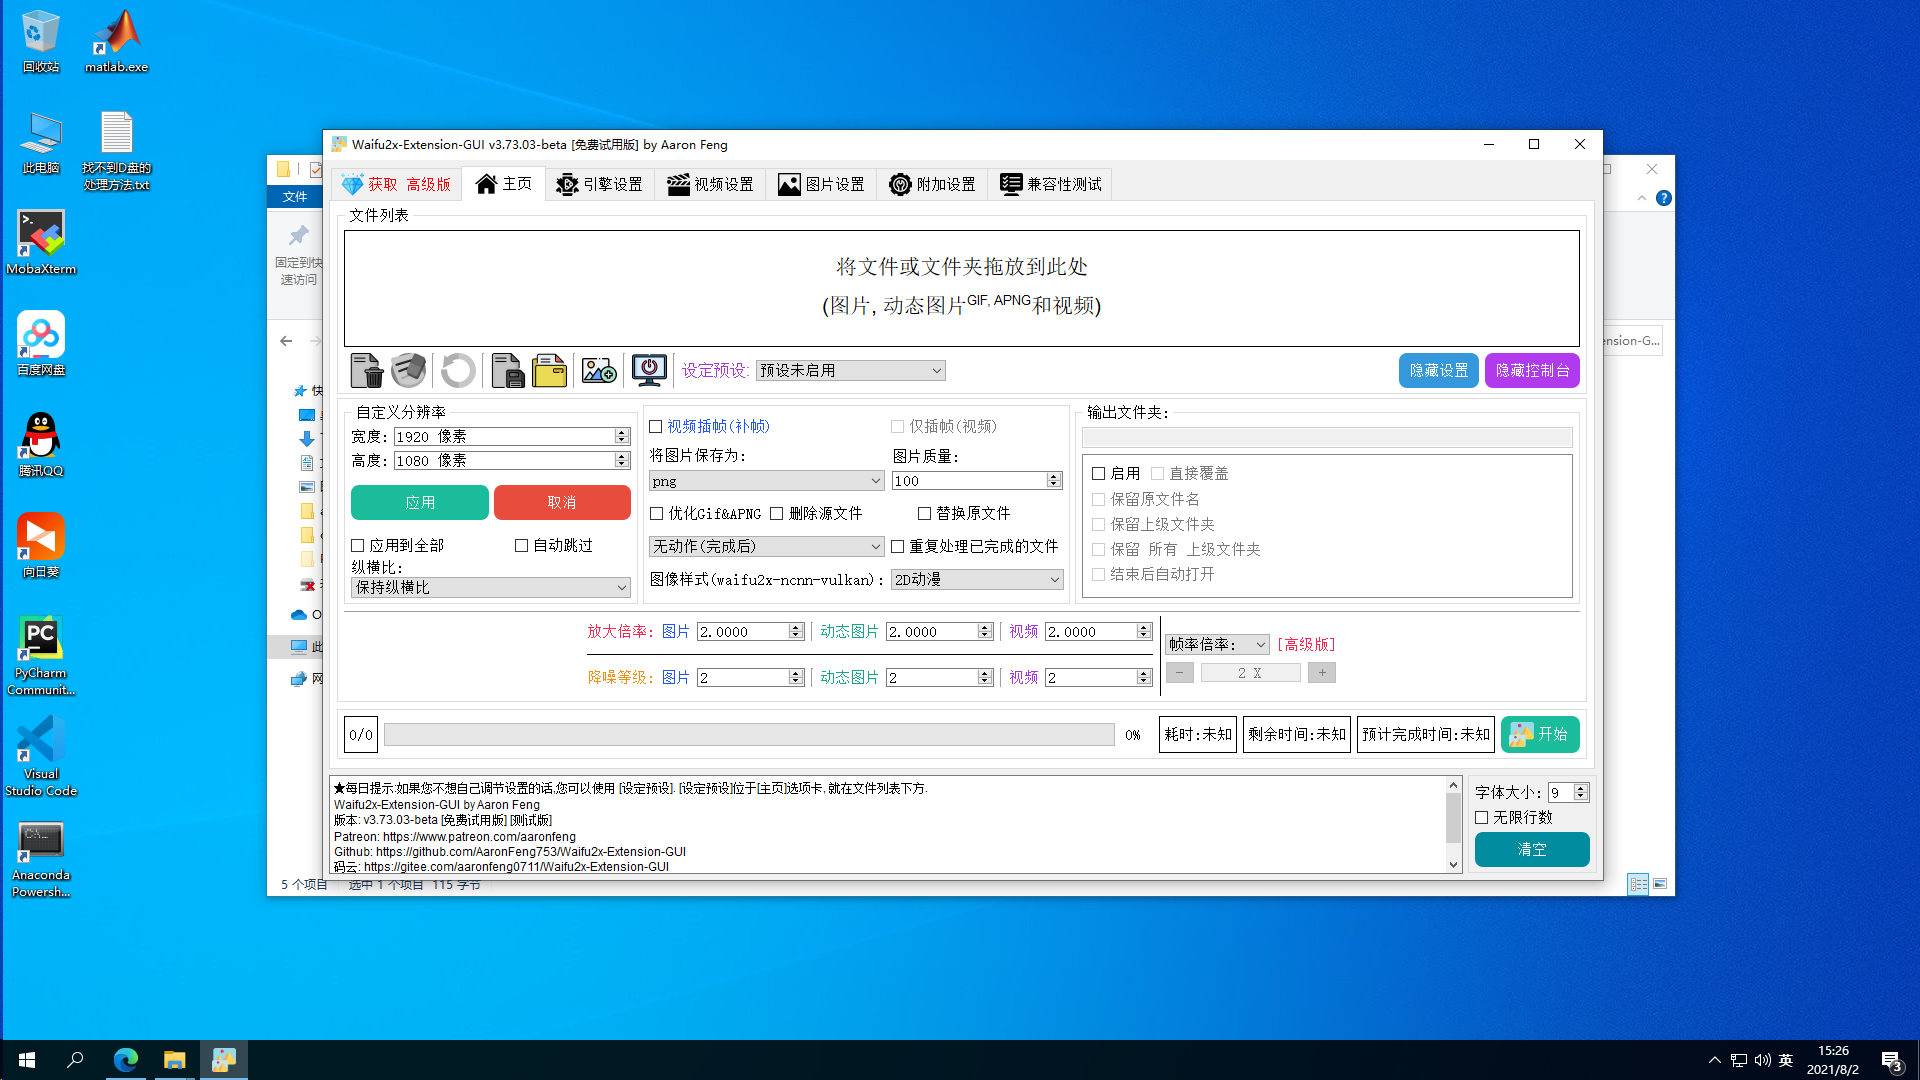 回收站
matlab.exe
此电脑
找不到D盘的
处理方法.txt
MobaXterm
百度网盘
腾讯QQ
向日葵
PyCharm
Communit...
Visual
Studio Code
Anaconda
Powersh...
文件
固定到快
速访问
ension-G...
5 个项目 选中 1 个项目 115 字节
Waifu2x-Extension-GUI v3.73.03-beta [免费试用版] by Aaron Feng
获取 高级版
主页
引擎设置
视频设置
图片设置
附加设置
兼容性测试
文件列表
将文件或文件夹拖放到此处
(图片, 动态图片GIF, APNG和视频)
设定预设: 预设未启用
隐藏设置
隐藏控制台
自定义分辨率
宽度: 1920 像素
高度: 1080 像素
应用
取消
应用到全部
自动跳过
纵横比:
保持纵横比
视频插帧(补帧)
仅插帧(视频)
将图片保存为:
图片质量:
png
100
优化Gif&APNG
删除源文件
替换原文件
无动作(完成后)
重复处理已完成的文件
图像样式(waifu2x-ncnn-vulkan): 2D动漫
输出文件夹:
启用
直接覆盖
保留原文件名
保留上级文件夹
保留 所有 上级文件夹
结束后自动打开
放大倍率: 图片 2.0000 动态图片 2.0000 视频 2.0000
帧率倍率: [高级版]
降噪等级: 图片 2 动态图片 2 视频 2
- 2 X +
0/0
0%
耗时:未知
剩余时间:未知
预计完成时间:未知
开始
★每日提示:如果您不想自己调节设置的话,您可以使用 [设定预设]. [设定预设]位于[主页]选项卡, 就在文件列表下方.
Waifu2x-Extension-GUI by Aaron Feng
版本: v3.73.03-beta [免费试用版] [测试版]
Patreon: https://www.patreon.com/aaronfeng
Github: https://github.com/AaronFeng753/Waifu2x-Extension-GUI
码云: https://gitee.com/aaronfeng0711/Waifu2x-Extension-GUI
字体大小: 9
无限行数
清空
英
15:26
2021/8/2
3